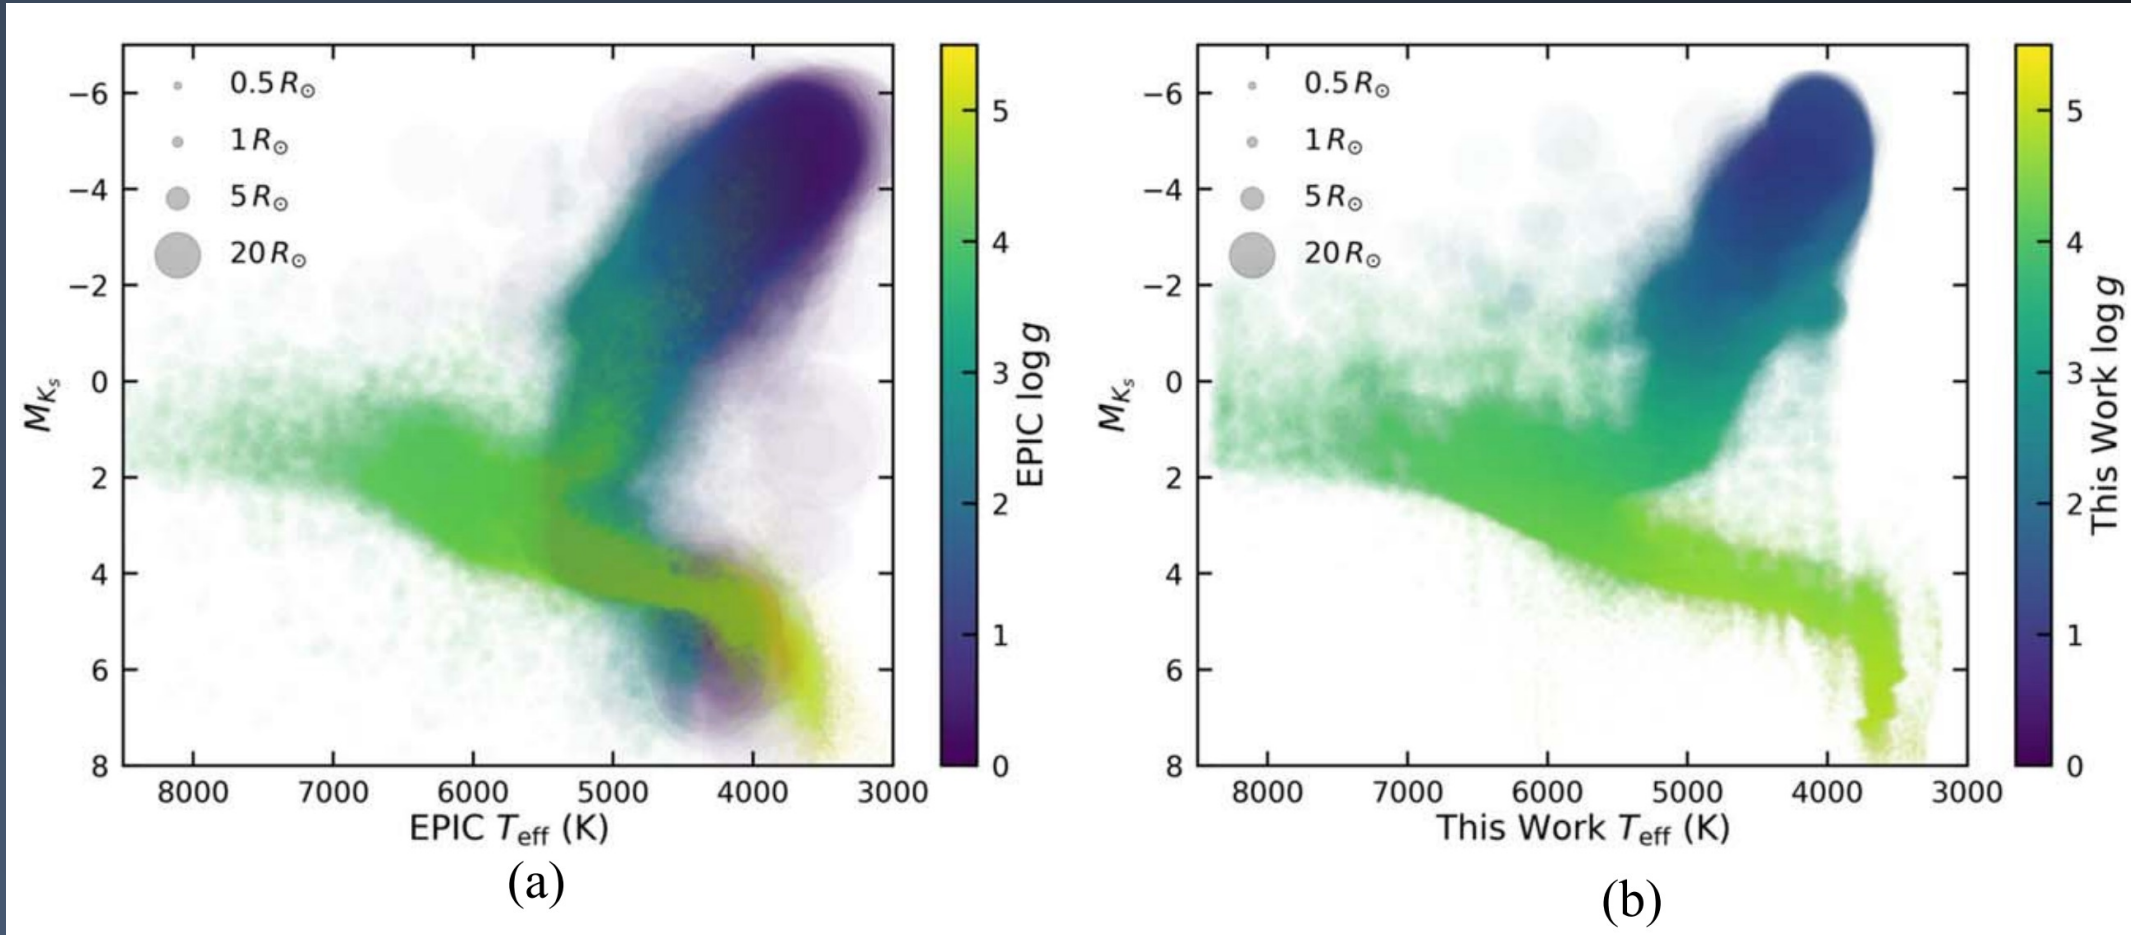 0.5 R⊙
1 R⊙
5 R⊙
20 R⊙
−6
−4
−2
0
2
4
6
8
M_Ks
8000 7000 6000 5000 4000 3000
EPIC T_eff (K)
5
4
3
2
1
0
EPIC log g
(a)
0.5 R⊙
1 R⊙
5 R⊙
20 R⊙
−6
−4
−2
0
2
4
6
8
M_Ks
8000 7000 6000 5000 4000 3000
This Work T_eff (K)
5
4
3
2
1
0
This Work log g
(b)